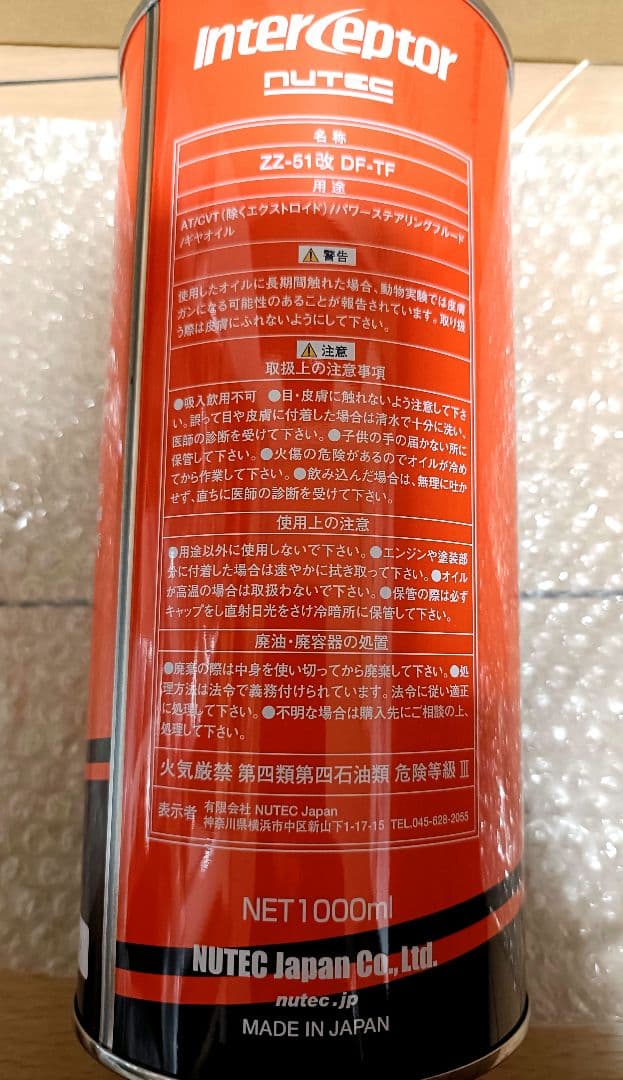 Interceptor
NUTEC
名称
ZZ-51改 DF-TF
用途
AT/CVT(除くエクストロイド)/パワーステアリングフルード
/ギヤオイル
警告
使用したオイルに長期間触れた場合、動物実験では皮膚
ガンになる可能性のあることが報告されています。取り扱
う際は皮膚にふれないようにして下さい。
注意
取扱上の注意事項
●吸入飲用不可 ●目・皮膚に触れないよう注意して下さ
い。誤って目や皮膚に付着した場合は清水で十分に洗い、
医師の診断を受けて下さい。●子供の手の届かない所に
保管して下さい。●火傷の危険があるのでオイルが冷め
てから作業して下さい。●飲み込んだ場合は、無理に吐か
せず、直ちに医師の診断を受けて下さい。
使用上の注意
●用途以外に使用しないで下さい。●エンジンや塗装部
分に付着した場合は速やかに拭き取って下さい。●オイル
が高温の場合は取扱わないで下さい。●保管の際は必ず
キャップをし直射日光をさけ冷暗所に保管して下さい。
廃油・廃容器の処置
●廃棄の際は中身を使い切ってから廃棄して下さい。●処
理方法は法令で義務付けられています。法令に従い適正
に処理して下さい。●不明な場合は購入先にご相談の上、
処理して下さい。
火気厳禁 第四類第四石油類 危険等級 III
表示者 有限会社 NUTEC Japan
神奈川県横浜市中区新山下1-17-15 TEL.045-628-2055
NET1000ml
NUTEC Japan Co.,Ltd.
nutec.jp
MADE IN JAPAN